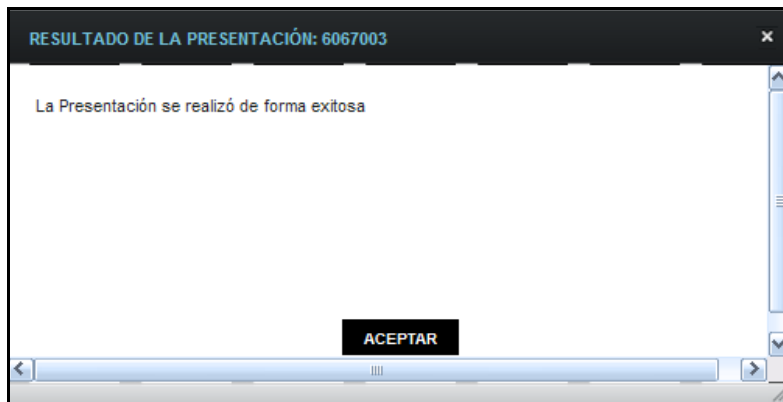 RESULTADO DE LA PRESENTACIÓN: 6067003
La Presentación se realizó de forma exitosa
ACEPTAR